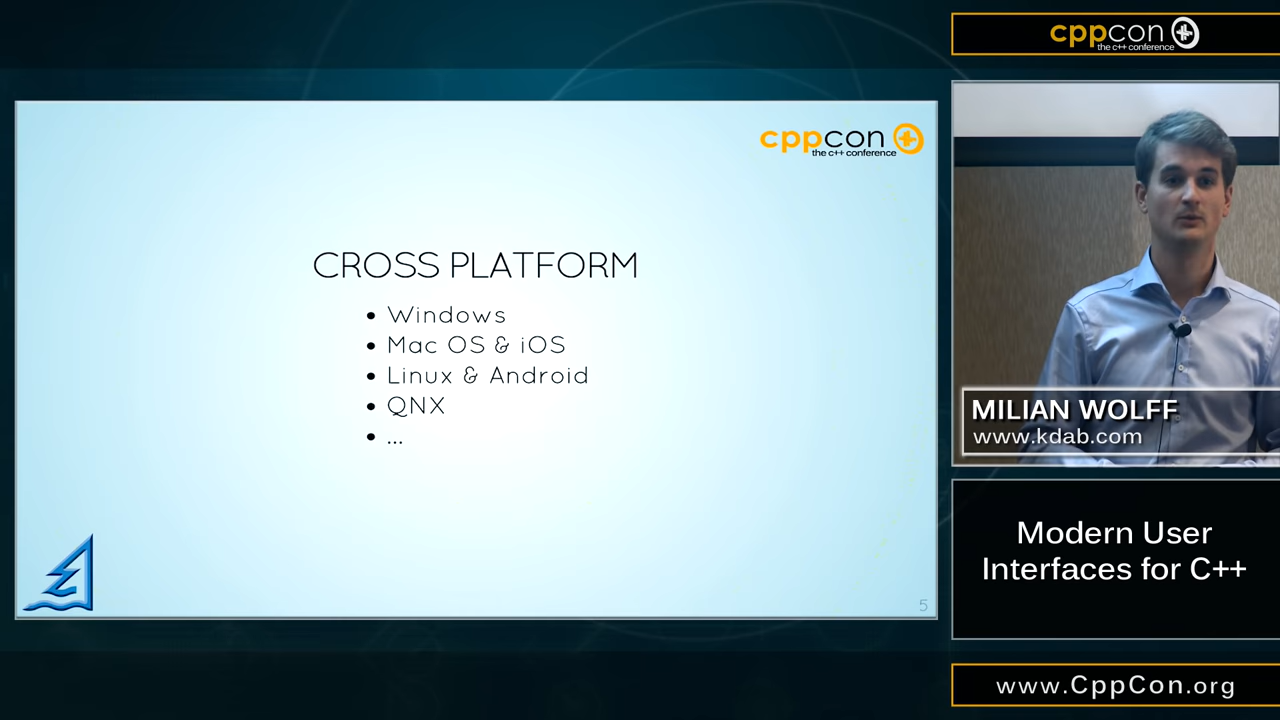 cppcon
the c++ conference
CROSS PLATFORM
• Windows
• Mac OS & iOS
• Linux & Android
• QNX
• ...
5
cppcon
the c++ conference
MILIAN WOLFF
www.kdab.com
Modern User
Interfaces for C++
www.CppCon.org